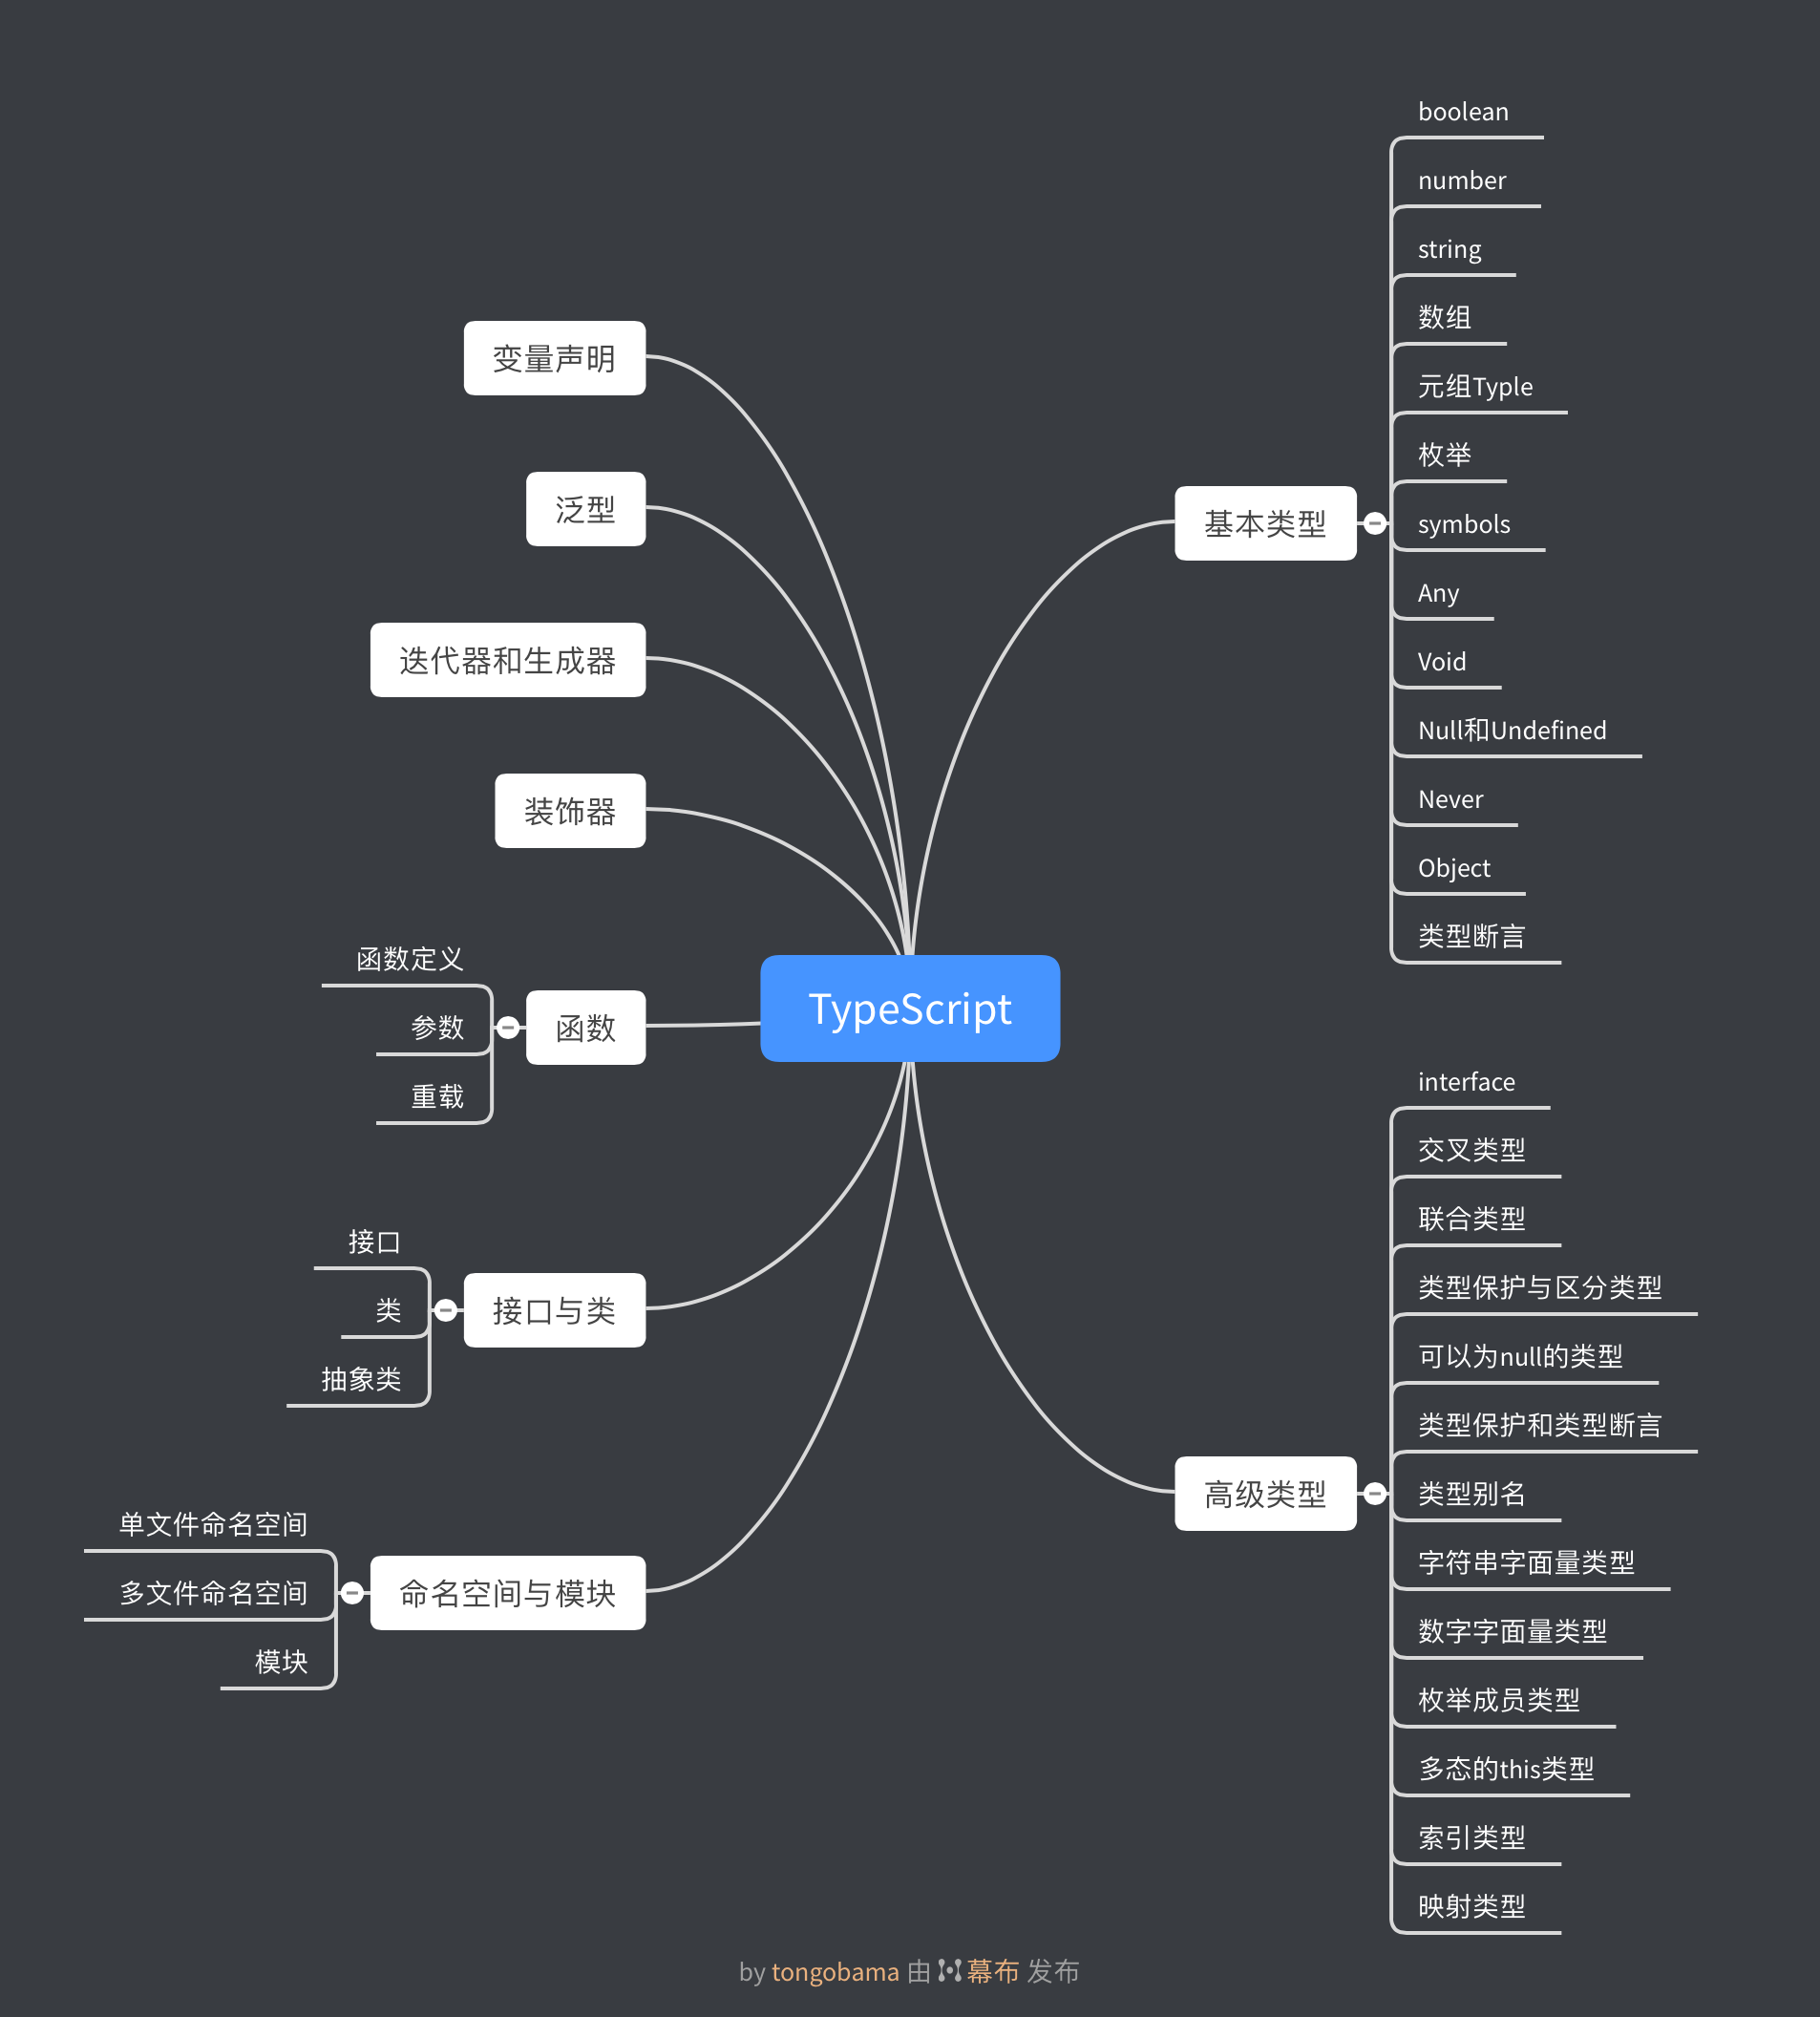 TypeScript
基本类型
boolean
number
string
数组
元组Typle
枚举
symbols
Any
Void
Null和Undefined
Never
Object
类型断言
高级类型
interface
交叉类型
联合类型
类型保护与区分类型
可以为null的类型
类型保护和类型断言
类型别名
字符串字面量类型
数字字面量类型
枚举成员类型
多态的this类型
索引类型
映射类型
变量声明
泛型
迭代器和生成器
装饰器
函数
函数定义
参数
重载
接口与类
接口
类
抽象类
命名空间与模块
单文件命名空间
多文件命名空间
模块
by tongobama 由 幕布 发布